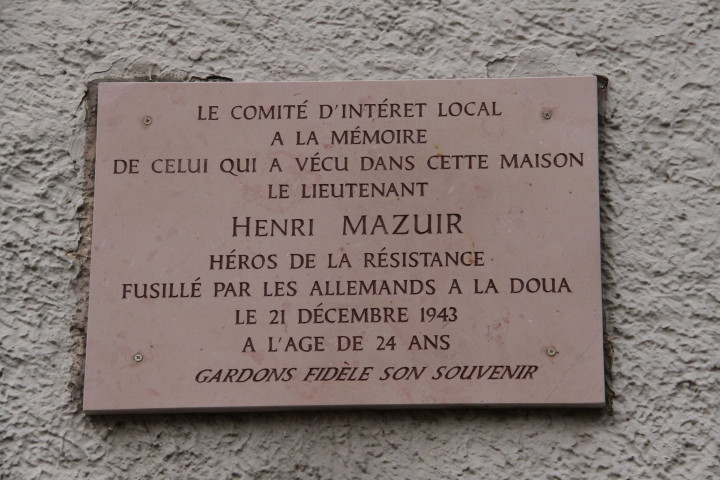 LE COMITÉ D'INTÉRET LOCAL
A LA MÉMOIRE
DE CELUI QUI A VÉCU DANS CETTE MAISON
LE LIEUTENANT
HENRI MAZUIR
HÉROS DE LA RÉSISTANCE
FUSILLÉ PAR LES ALLEMANDS A LA DOUA
LE 21 DÉCEMBRE 1943
A L'AGE DE 24 ANS
GARDONS FIDÈLE SON SOUVENIR